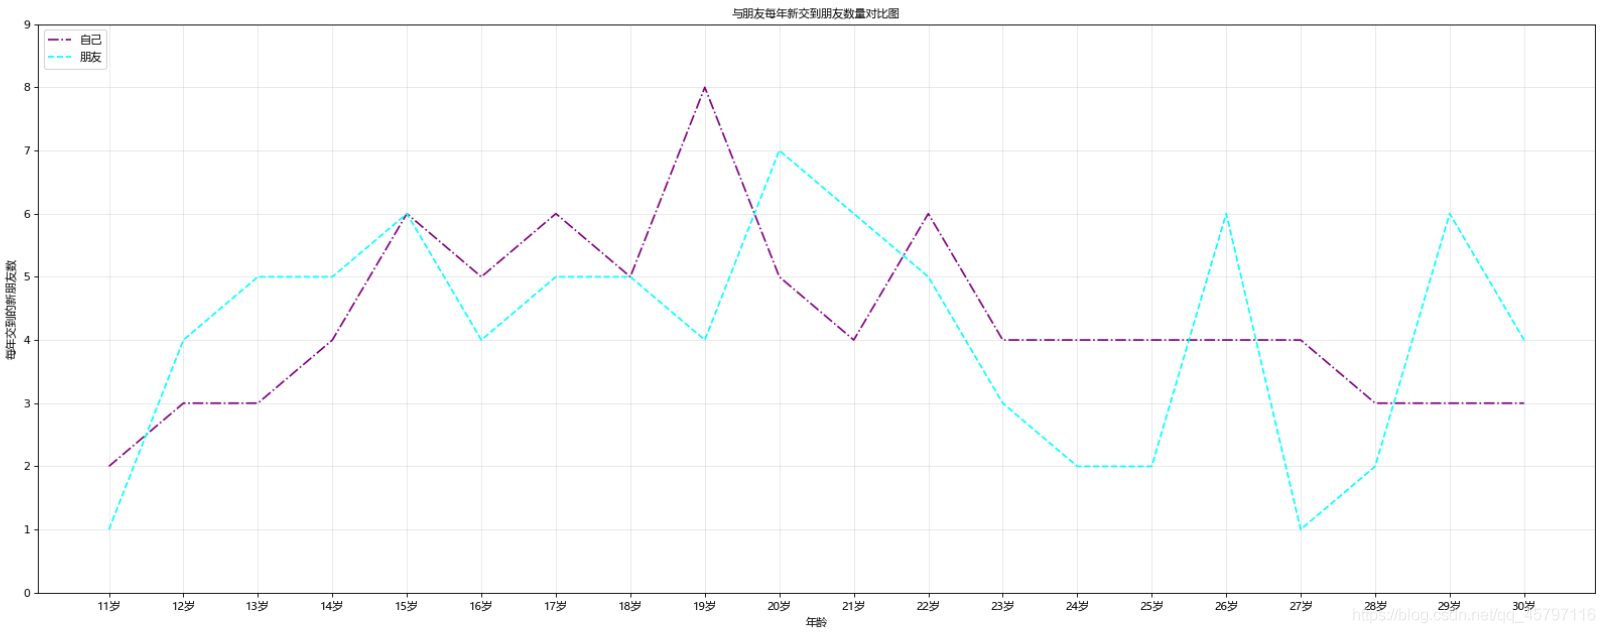 与朋友每年新交到朋友数量对比图
自己
朋友
9
8
7
6
5
4
3
2
1
0
每年交到的新朋友数
11岁 12岁 13岁 14岁 15岁 16岁 17岁 18岁 19岁 20岁 21岁 22岁 23岁 24岁 25岁 26岁 27岁 28岁 29岁 30岁
年龄
https://blog.csdn.net/qq_45797116